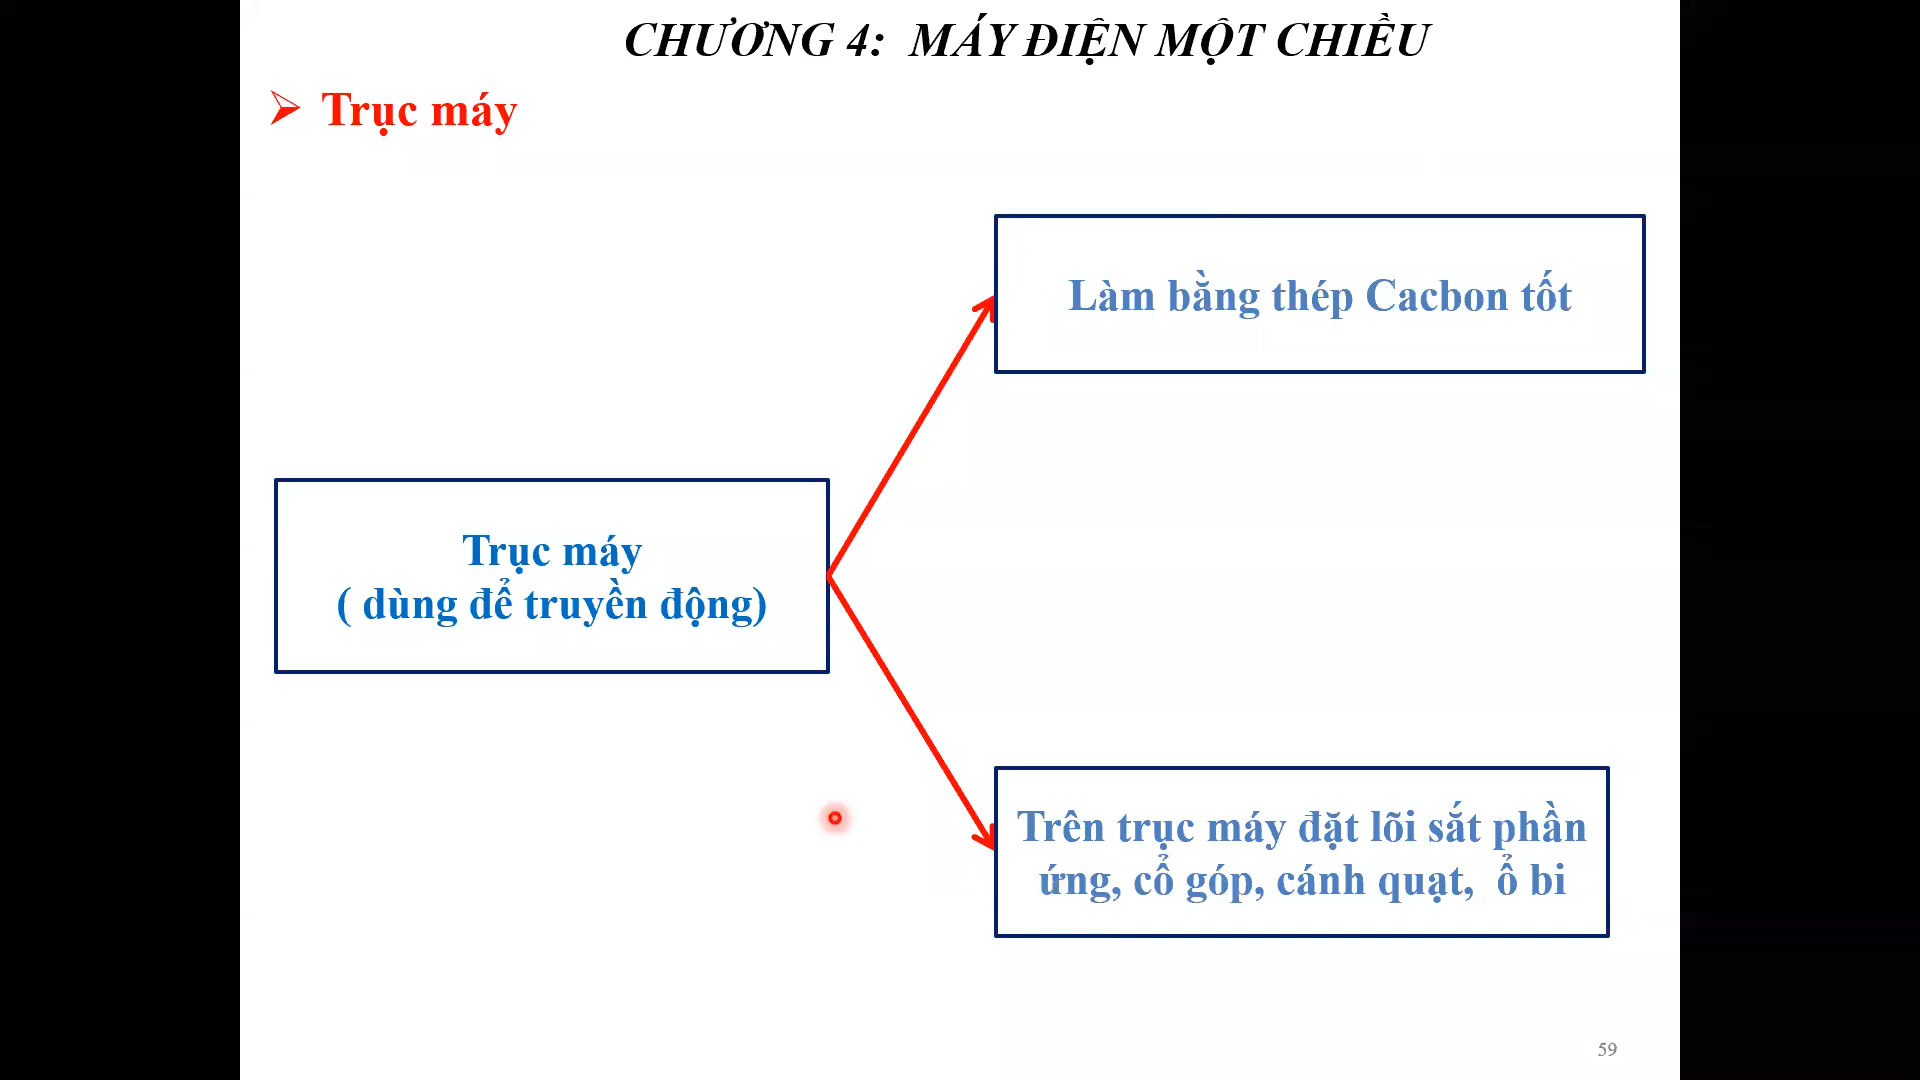 CHƯƠNG 4: MÁY ĐIỆN MỘT CHIỀU
Trục máy
Làm bằng thép Cacbon tốt
Trục máy
( dùng để truyền động)
Trên trục máy đặt lõi sắt phần
ứng, cổ góp, cánh quạt, ổ bi
59